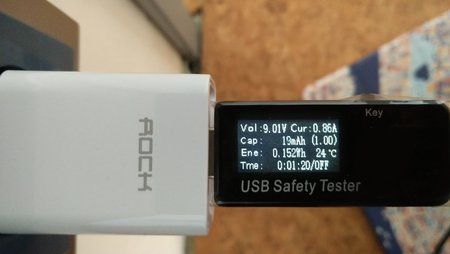 ROCK
Key
Vol:9.01V Cur:0.86A
Cap: 19mAh (1.00)
Ene: 0.152Wh 24℃
Tme: 0:01:20/OFF
USB Safety Tester